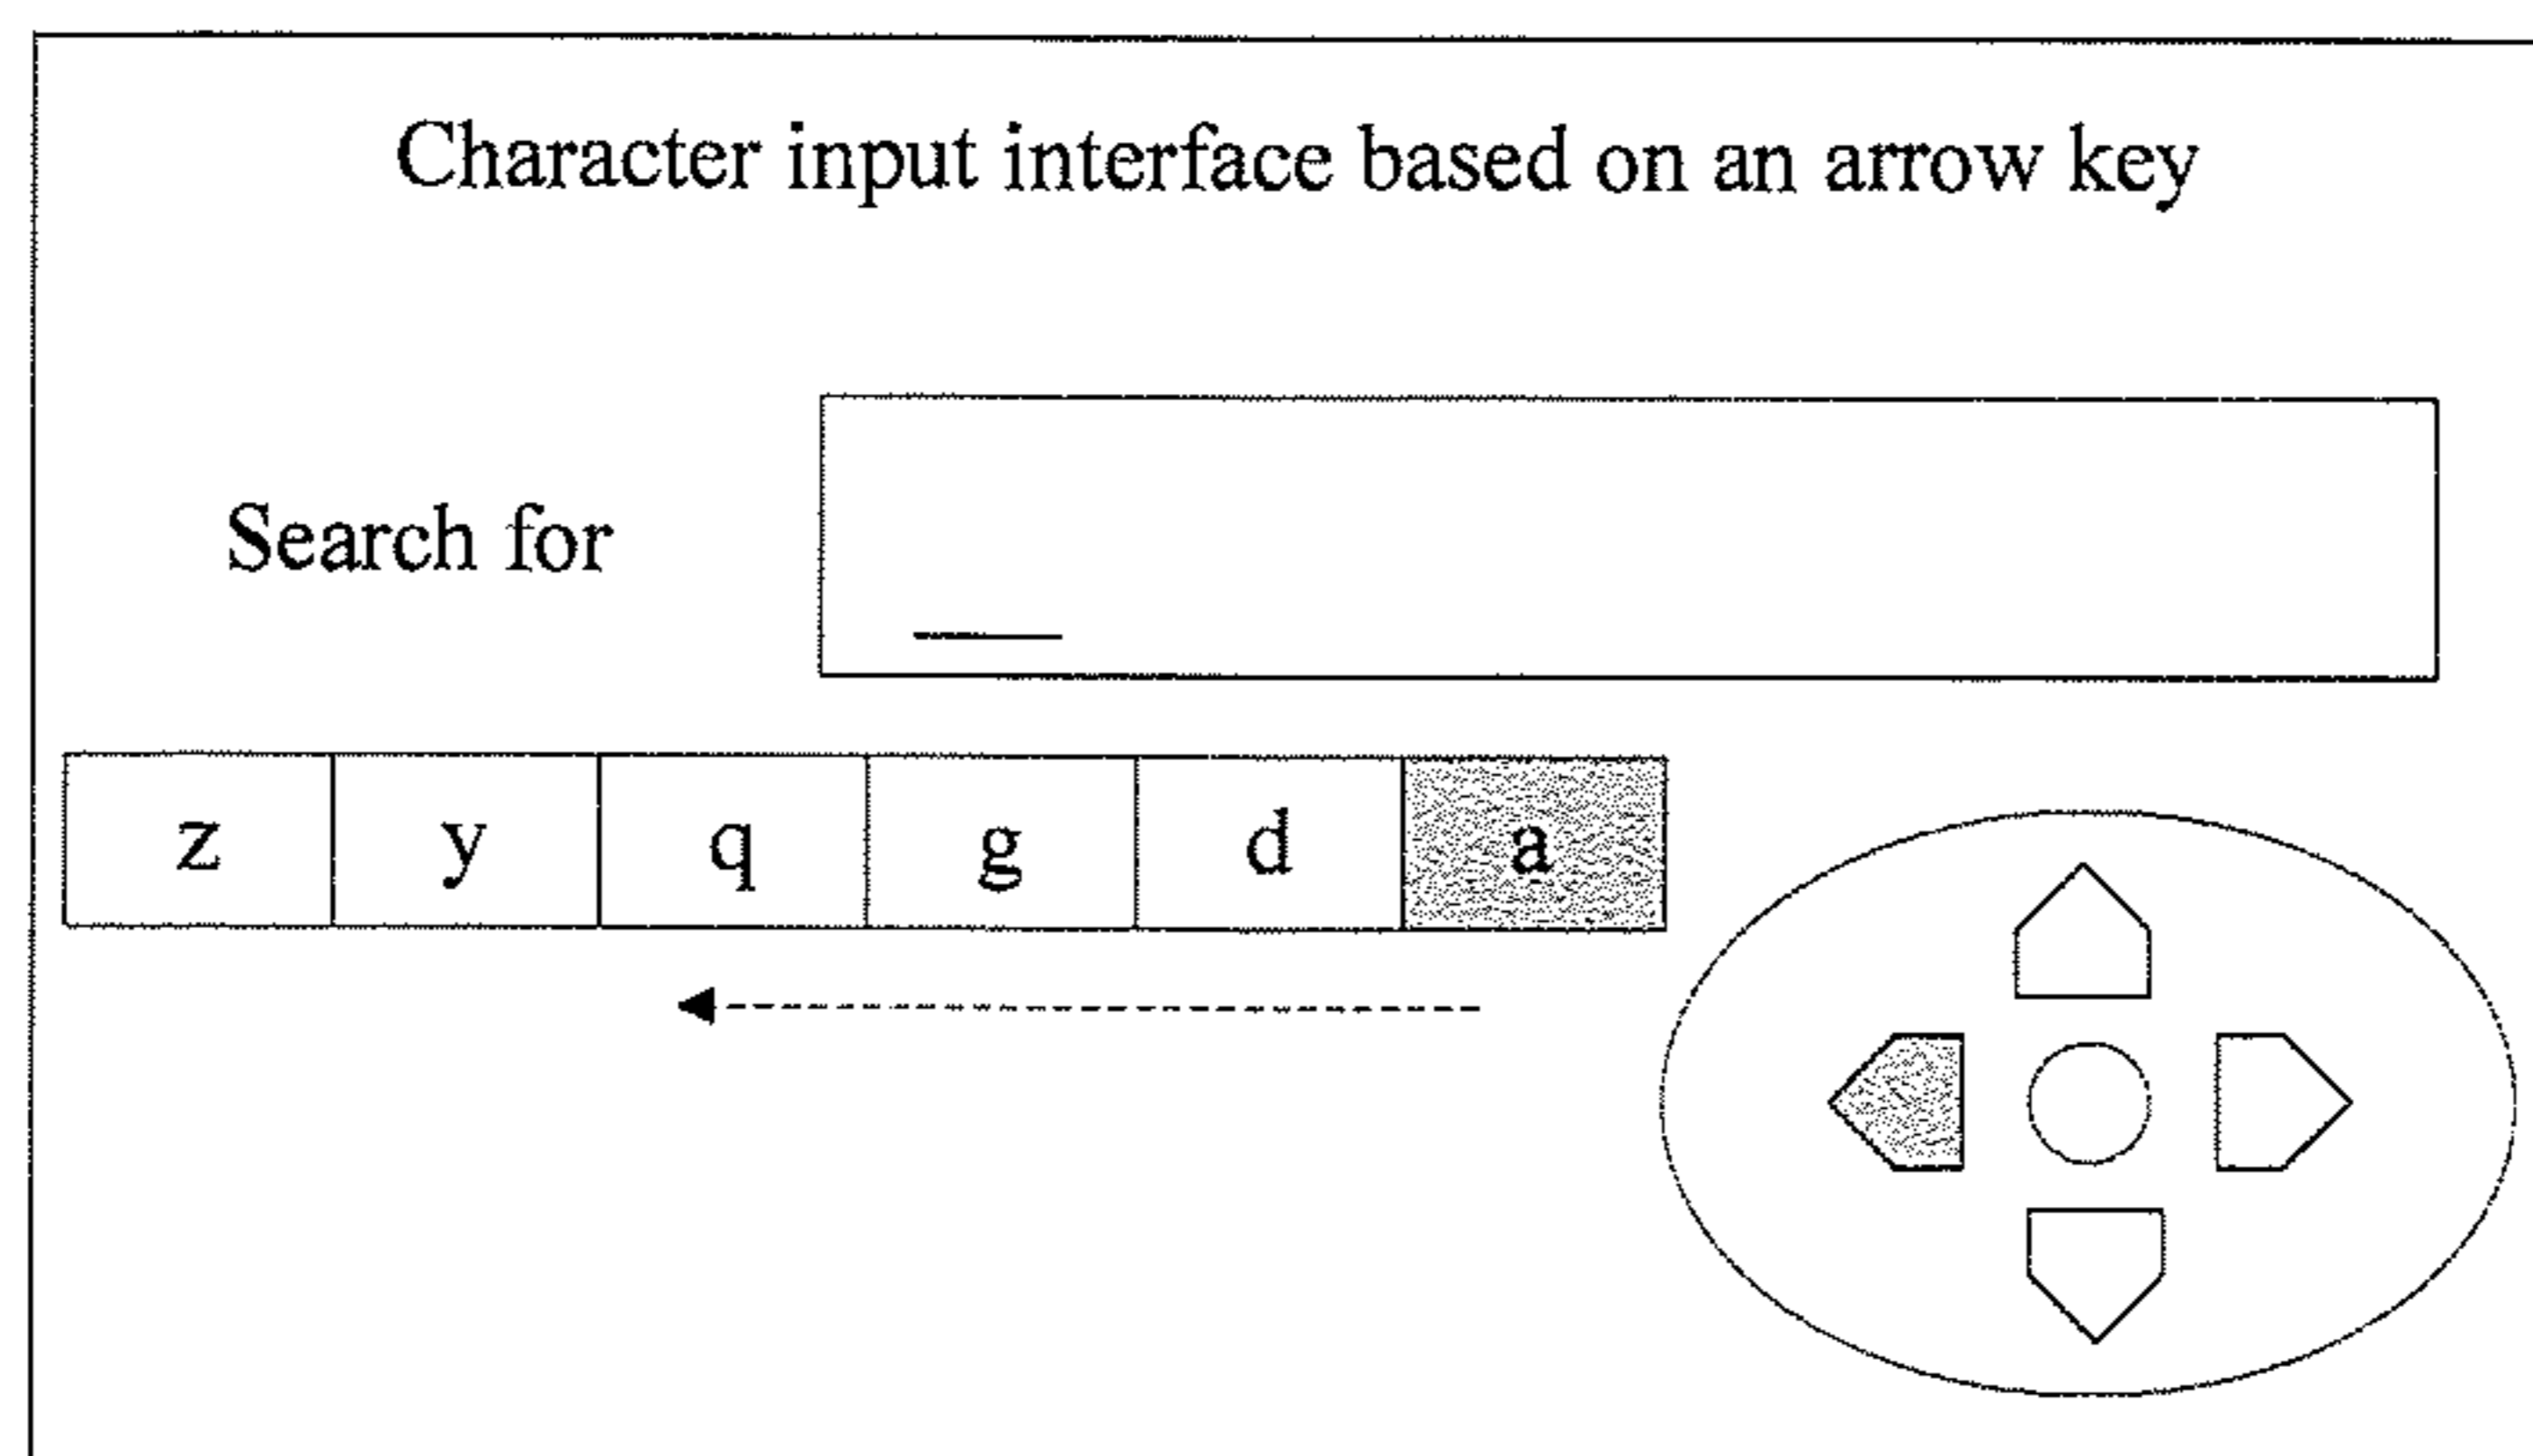 Character input interface based on an arrow key
Search for
z y q g d a